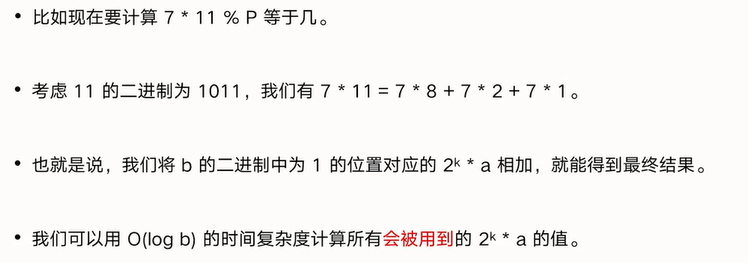 • 比如现在要计算 7 * 11 % P 等于几。
• 考虑 11 的二进制为 1011，我们有 7 * 11 = 7 * 8 + 7 * 2 + 7 * 1。
• 也就是说，我们将 b 的二进制中为 1 的位置对应的 2ᵏ * a 相加，就能得到最终结果。
• 我们可以用 O(log b) 的时间复杂度计算所有会被用到的 2ᵏ * a 的值。